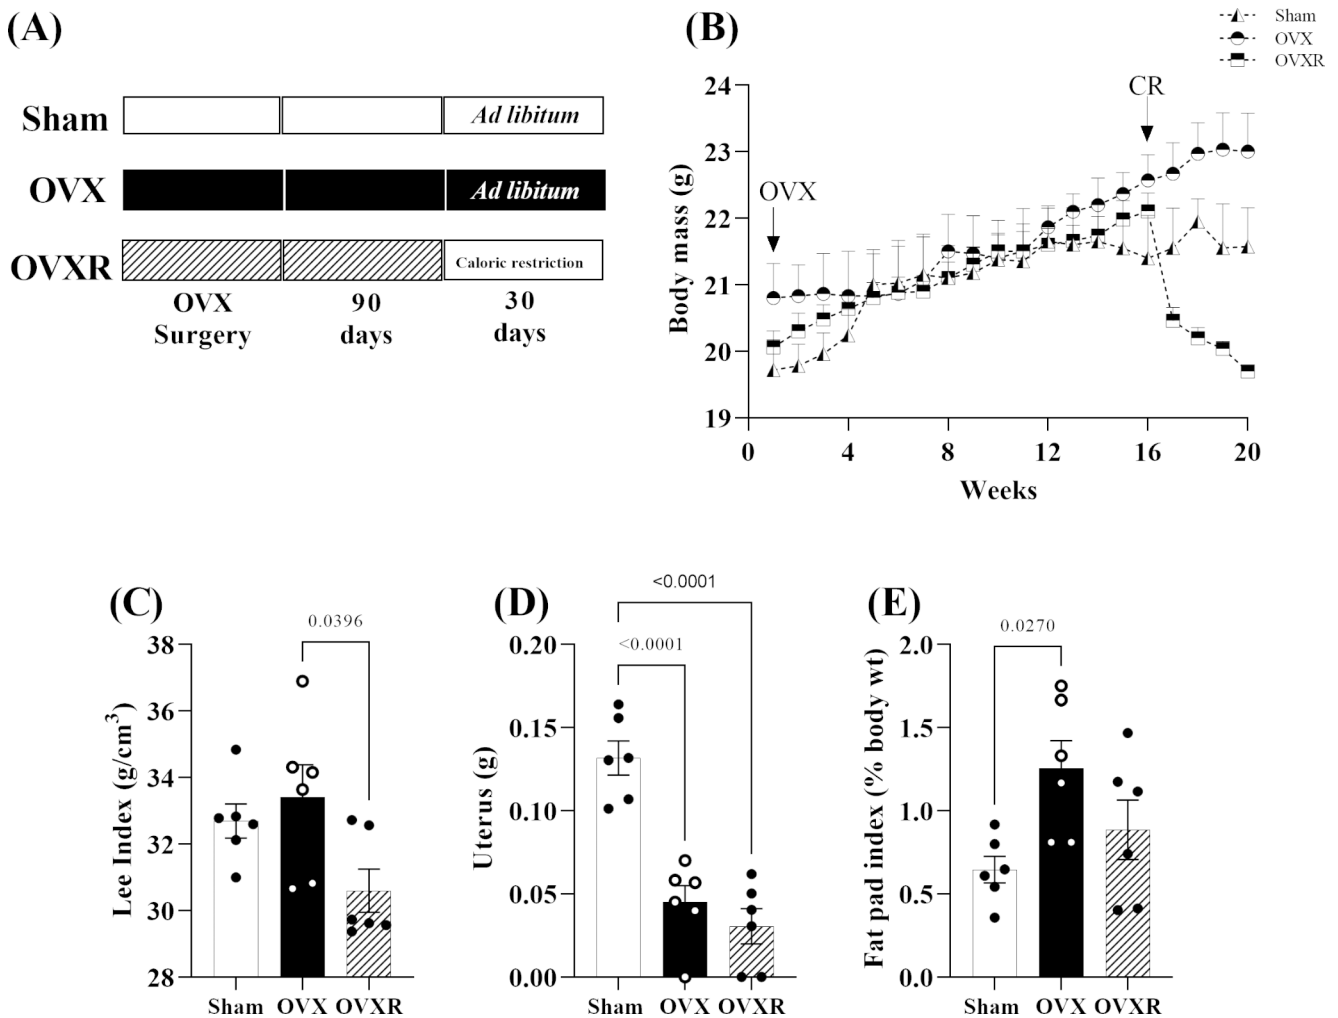 (A)
Sham
Ad libitum
OVX
Ad libitum
OVXR
Caloric restriction
OVX
Surgery
90
days
30
days
(B)
Sham
OVX
OVXR
Body mass (g)
24
23
22
21
20
19
OVX
CR
0 4 8 12 16 20
Weeks
(C)
0.0396
Lee Index (g/cm³)
38
36
34
32
30
28
Sham OVX OVXR
(D)
<0.0001
<0.0001
Uterus (g)
0.20
0.15
0.10
0.05
0.00
Sham OVX OVXR
(E)
0.0270
Fat pad index (% body wt)
2.0
1.5
1.0
0.5
0.0
Sham OVX OVXR